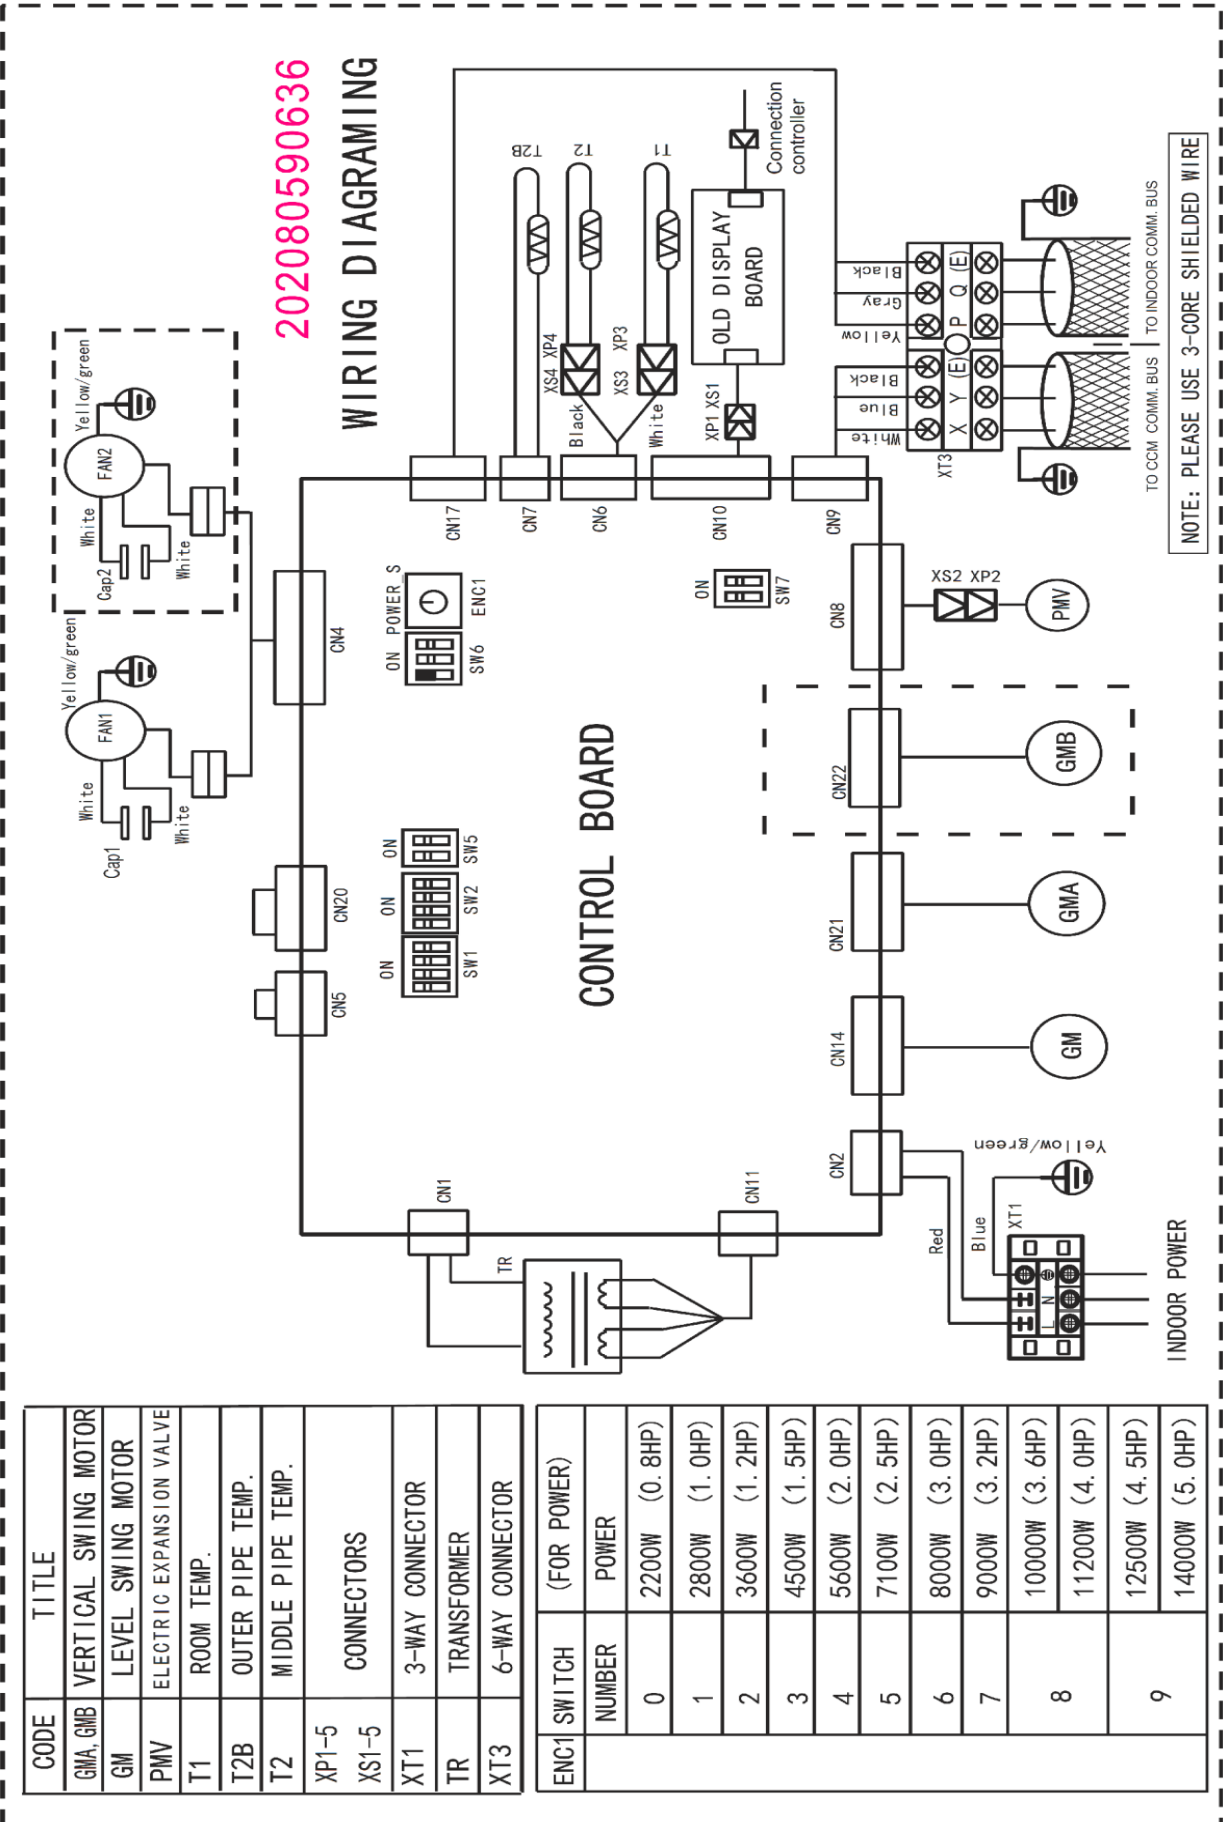 202080590636
WIRING DIAGRAMING
Yellow/green
FAN2
White
Cap2
White
Yellow/green
FAN1
White
Cap1
White
CN4
CN20
CN5
CN17
CN7
CN6
CN10
CN9
T2B
T2
T1
XS4 XP4
XS3 XP3
Black
White
XP1 XS1
OLD DISPLAY
BOARD
Connection
controller
ON
POWER_S
ENC1
ON
SW6
ON
SW7
ON
SW5
ON
SW2
ON
SW1
CONTROL BOARD
Black
Gray
Yellow
Black
Blue
White
X Y (E) P Q (E)
XT3
TO CCM COMM. BUS
TO INDOOR COMM. BUS
NOTE: PLEASE USE 3-CORE SHIELDED WIRE
CN8
XS2 XP2
PMV
CN22
GMB
CN21
GMA
CN14
GM
CN2
Red
Blue
Yellow/green
XT1
L N
INDOOR POWER
CN1
CN11
TR
CODE TITLE
GMA, GMB VERTICAL SWING MOTOR
GM LEVEL SWING MOTOR
PMV ELECTRIC EXPANSION VALVE
T1 ROOM TEMP.
T2B OUTER PIPE TEMP.
T2 MIDDLE PIPE TEMP.
XP1-5
XS1-5
CONNECTORS
XT1 3-WAY CONNECTOR
TR TRANSFORMER
XT3 6-WAY CONNECTOR
ENC1 SWITCH (FOR POWER)
NUMBER POWER
0 2200W (0.8HP)
1 2800W (1.0HP)
2 3600W (1.2HP)
3 4500W (1.5HP)
4 5600W (2.0HP)
5 7100W (2.5HP)
6 8000W (3.0HP)
7 9000W (3.2HP)
8 10000W (3.6HP)
11200W (4.0HP)
9 12500W (4.5HP)
14000W (5.0HP)